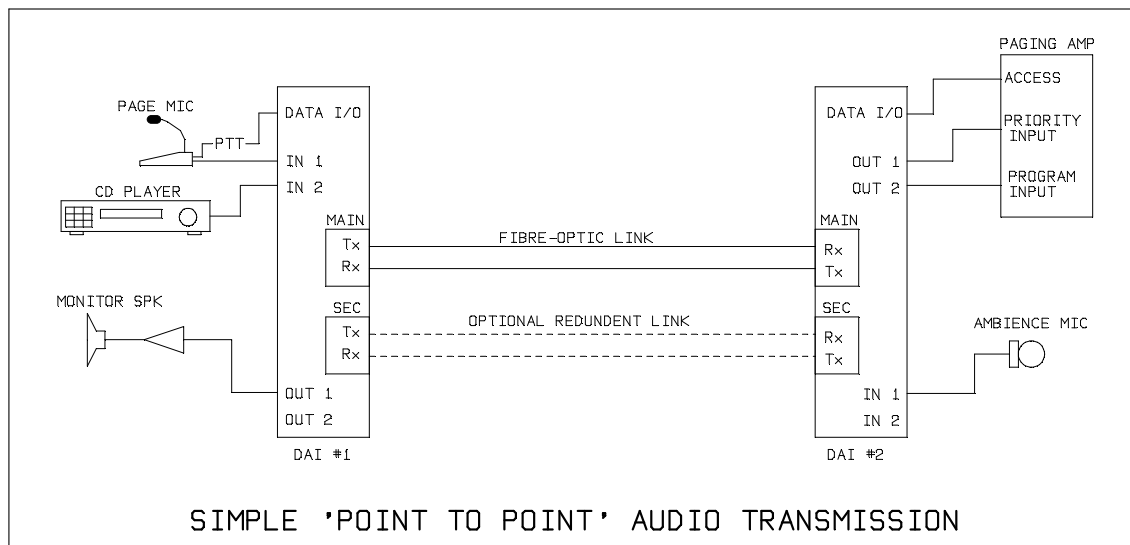 PAGING AMP
ACCESS
PRIORITY
INPUT
PROGRAM
INPUT
PAGE MIC
PTT
CD PLAYER
MONITOR SPK
DATA I/O
IN 1
IN 2
MAIN
Tx
Rx
SEC
Tx
Rx
OUT 1
OUT 2
DAI #1
FIBRE-OPTIC LINK
OPTIONAL REDUNDENT LINK
DATA I/O
OUT 1
OUT 2
MAIN
Rx
Tx
SEC
Rx
Tx
IN 1
IN 2
DAI #2
AMBIENCE MIC
SIMPLE 'POINT TO POINT' AUDIO TRANSMISSION